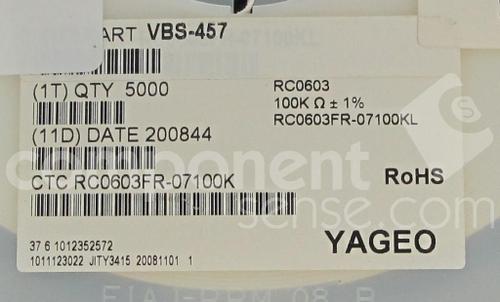 ART VBS-457
(1T) QTY 5000
RC0603
100K Ω ± 1%
RC0603FR-07100KL
(11D) DATE 200844
CTC RC0603FR-07100K
RoHS
component
sense.com
37 6 1012352572
YAGEO
1011123022 JITY3415 20081101 1